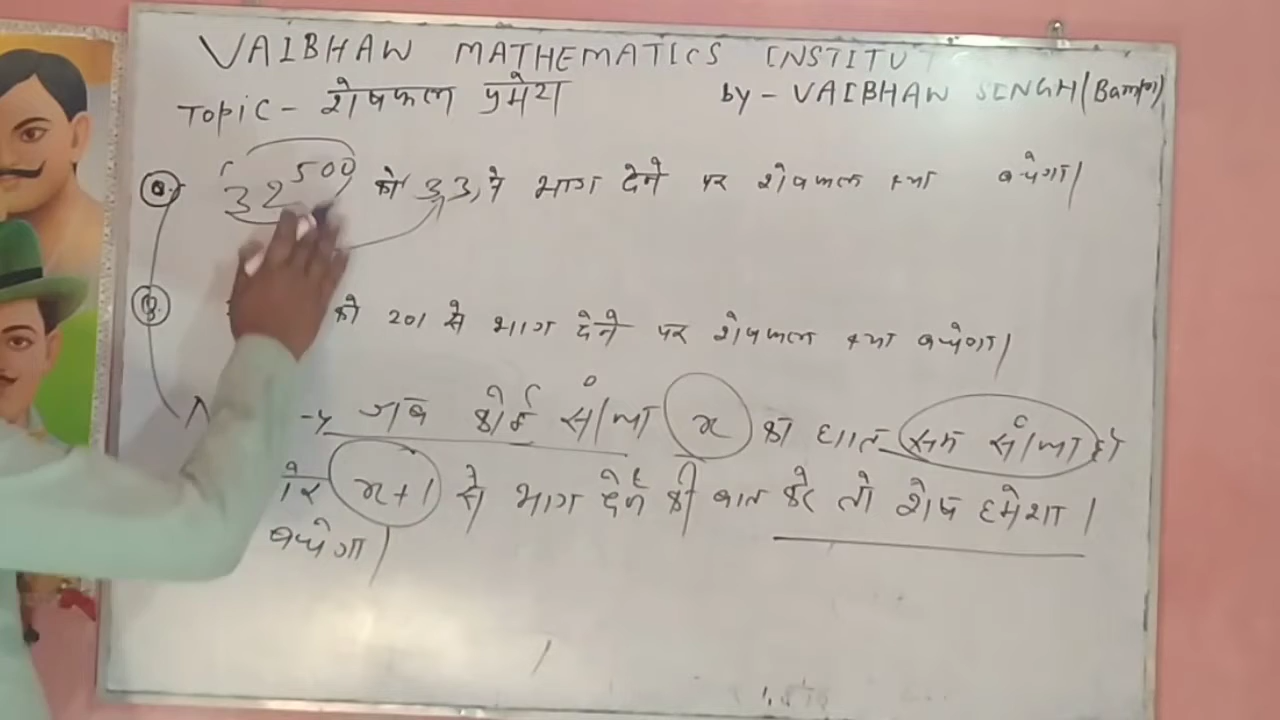 VAIBHAW MATHEMATICS INSTITU
TOPIC - शेषफल प्रमेय by - VAIBHAW SINGH
Q. 32^500 को 33 से भाग देने पर शेषफल क्या बचेगा।
को 201 से भाग देने पर शेषफल क्या बचेगा।
जब कोई संख्या x का घात सम संख्या हो
x+1 से भाग देने की बात करे तो शेष हमेशा 1
बचेगा।